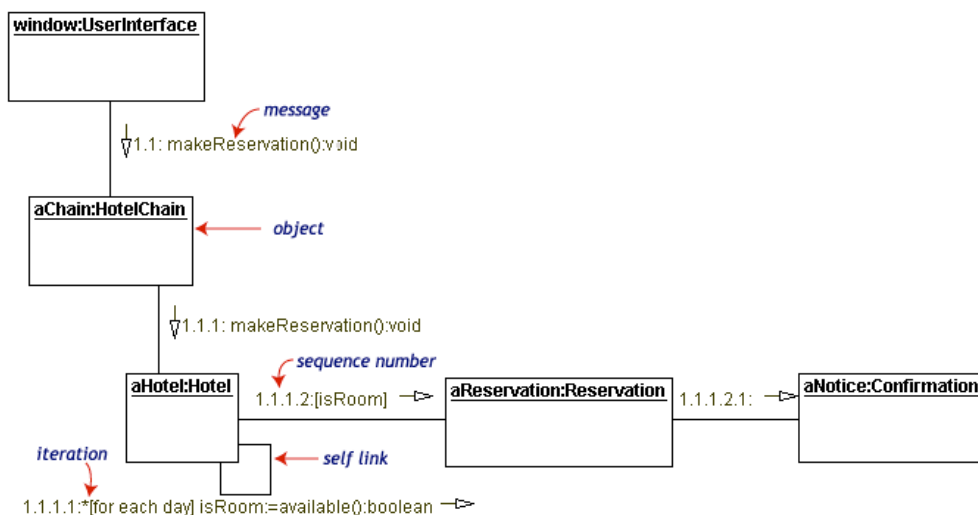 window:UserInterface
message
1.1: makeReservation():void
aChain:HotelChain
object
1.1.1: makeReservation():void
sequence number
aHotel:Hotel
1.1.1.2:[isRoom]
aReservation:Reservation
1.1.1.2.1:
aNotice:Confirmation
iteration
self link
1.1.1.1:*[for each day] isRoom:=available():boolean